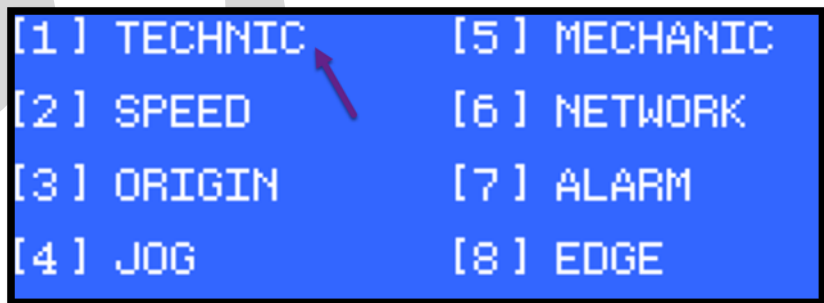 [1] TECHNIC [5] MECHANIC
[2] SPEED [6] NETWORK
[3] ORIGIN [7] ALARM
[4] JOG [8] EDGE